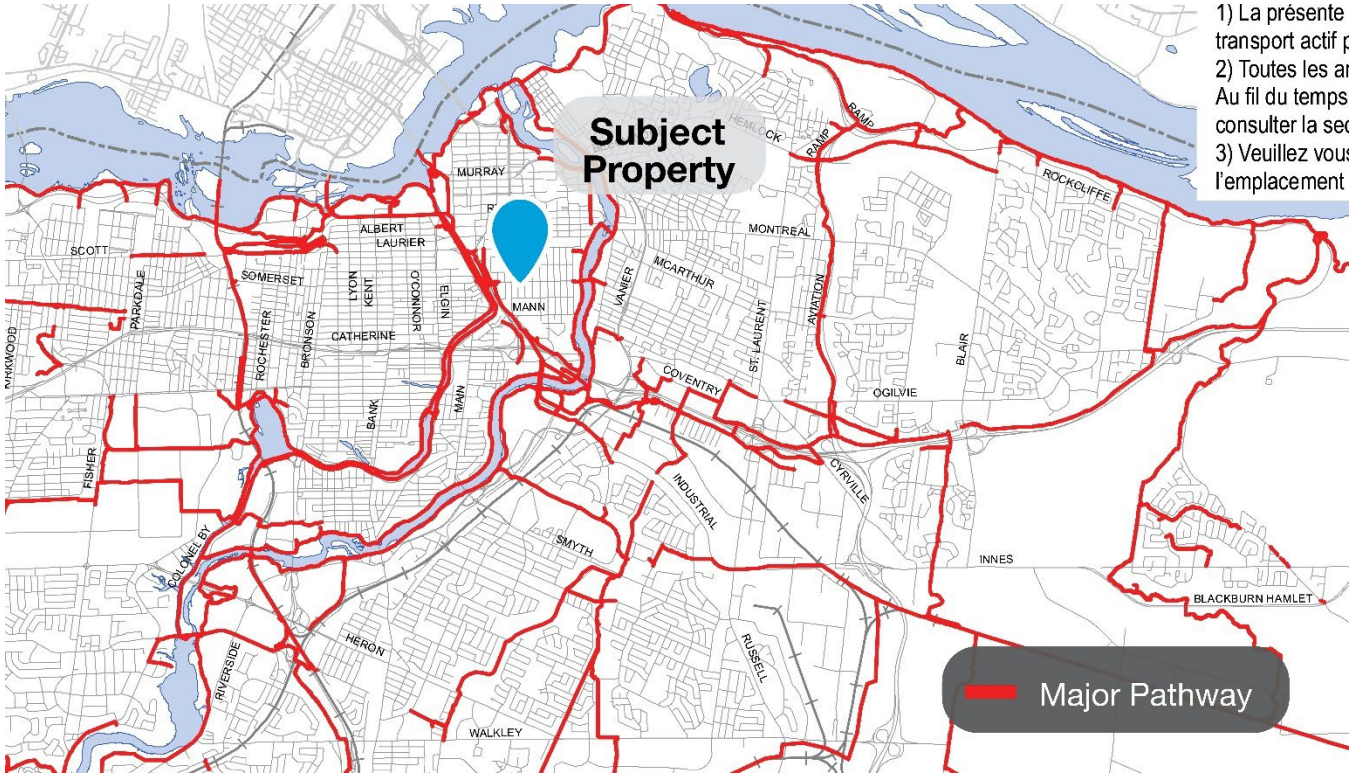 1) La présente
transport actif p
2) Toutes les an
Au fil du temps
consulter la sec
3) Veuillez vous
l'emplacement
Subject
Property
HEMLOCK
RAMP
RAMP
ROCKCLIFFE
MURRAY
ALBERT
LAURIER
MONTREAL
SCOTT
SOMERSET
MCARTHUR
PARKDALE
LYON
KENT
O'CONNOR
ELGIN
VANIER
AVIATION
MANN
ST. LAURENT
BLAIR
KIRKWOOD
ROCHESTER
BRONSON
CATHERINE
COVENTRY
OGILVIE
BANK
MAIN
FISHER
CYRVILLE
INDUSTRIAL
COLONEL BY
SMYTH
INNES
BLACKBURN HAMLET
HERON
RUSSELL
RIVERSIDE
Major Pathway
WALKLEY